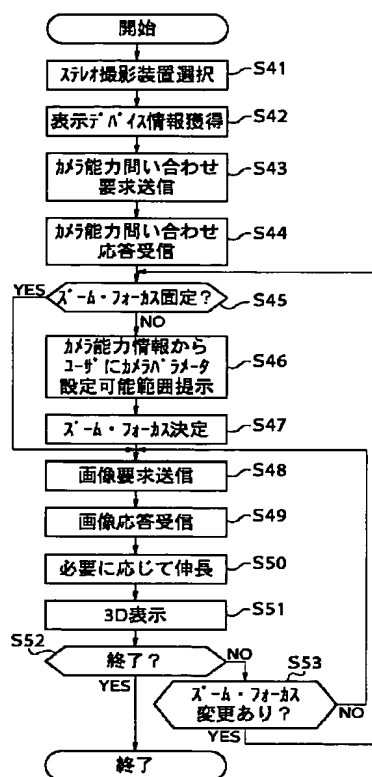 開始
ステレオ撮影装置選択 S41
表示デバイス情報獲得 S42
カメラ能力問い合わせ
要求送信
S43
カメラ能力問い合わせ
応答受信
S44
YES
ズーム・フォーカス固定?
S45
NO
カメラ能力情報から
ユーザにカメラパラメータ
設定可能範囲提示
S46
ズーム・フォーカス決定 S47
画像要求送信 S48
画像応答受信 S49
必要に応じて伸長 S50
3D表示 S51
S52
終了?
NO
YES
S53
ズーム・フォーカス
変更あり?
NO
YES
終了